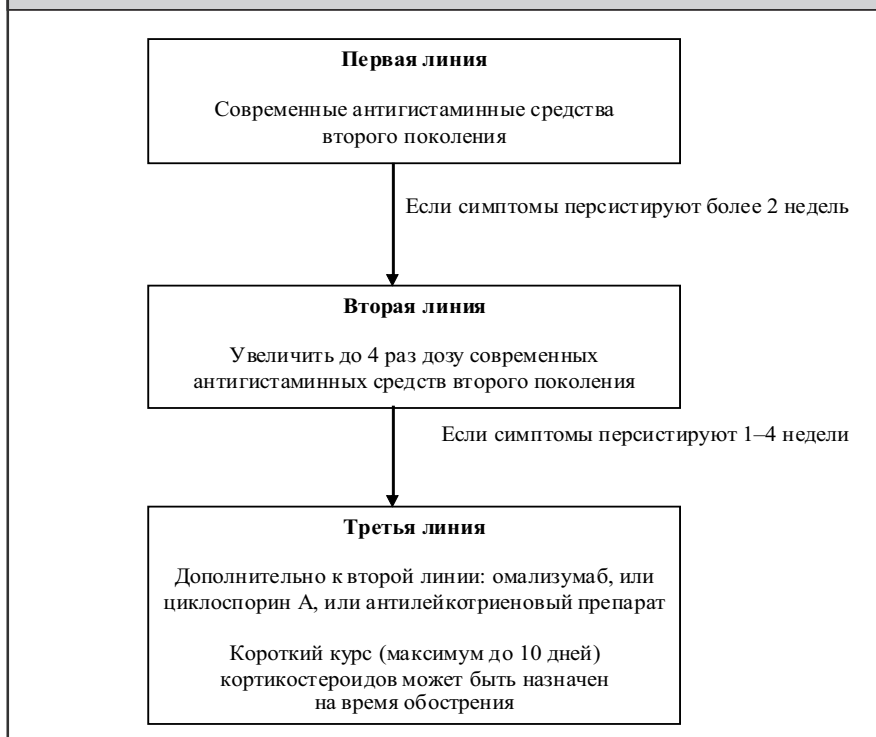 Первая линия
Современные антигистаминные средства
второго поколения
Если симптомы персистируют более 2 недель
Вторая линия
Увеличить до 4 раз дозу современных
антигистаминных средств второго поколения
Если симптомы персистируют 1–4 недели
Третья линия
Дополнительно к второй линии: омализумаб, или
циклоспорин А, или антилейкотриеновый препарат
Короткий курс (максимум до 10 дней)
кортикостероидов может быть назначен
на время обострения